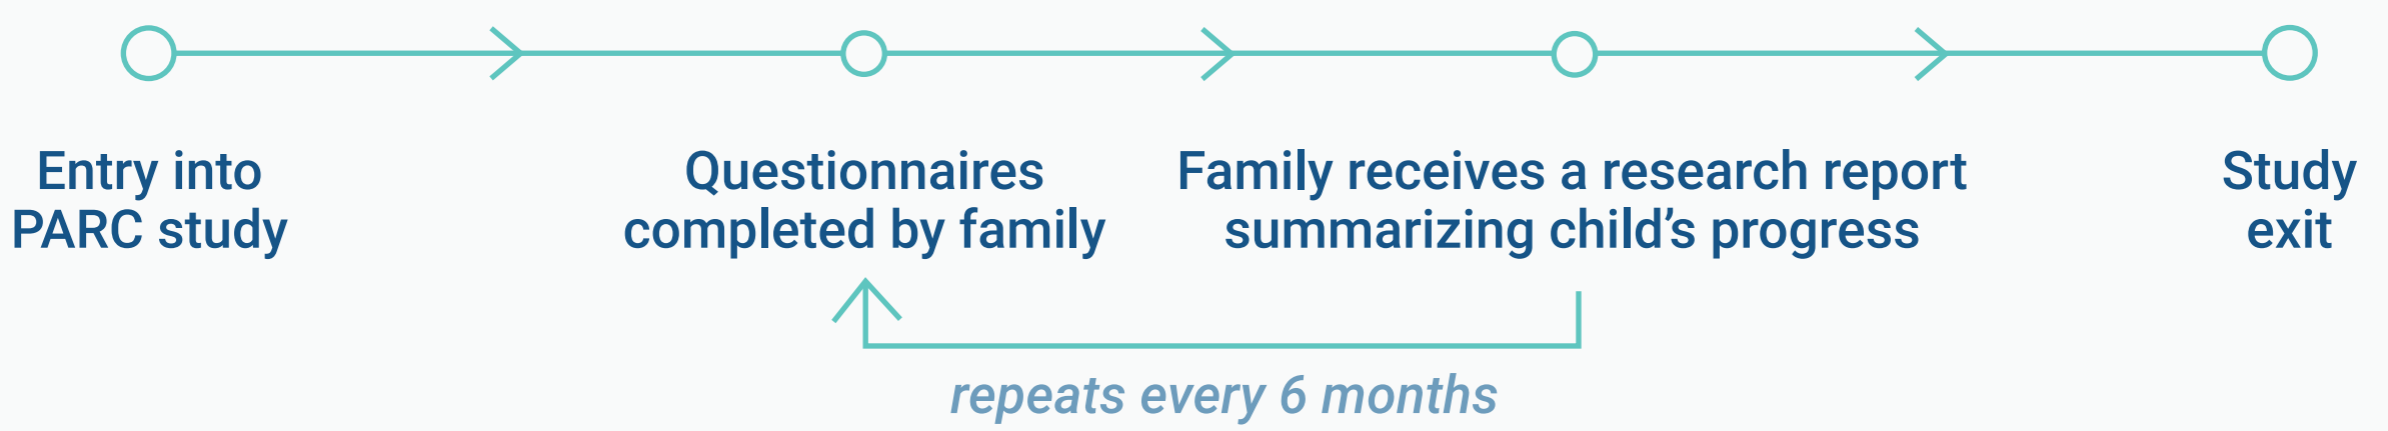 Entry into
PARC study
Questionnaires
completed by family
Family receives a research report
summarizing child’s progress
Study
exit
repeats every 6 months